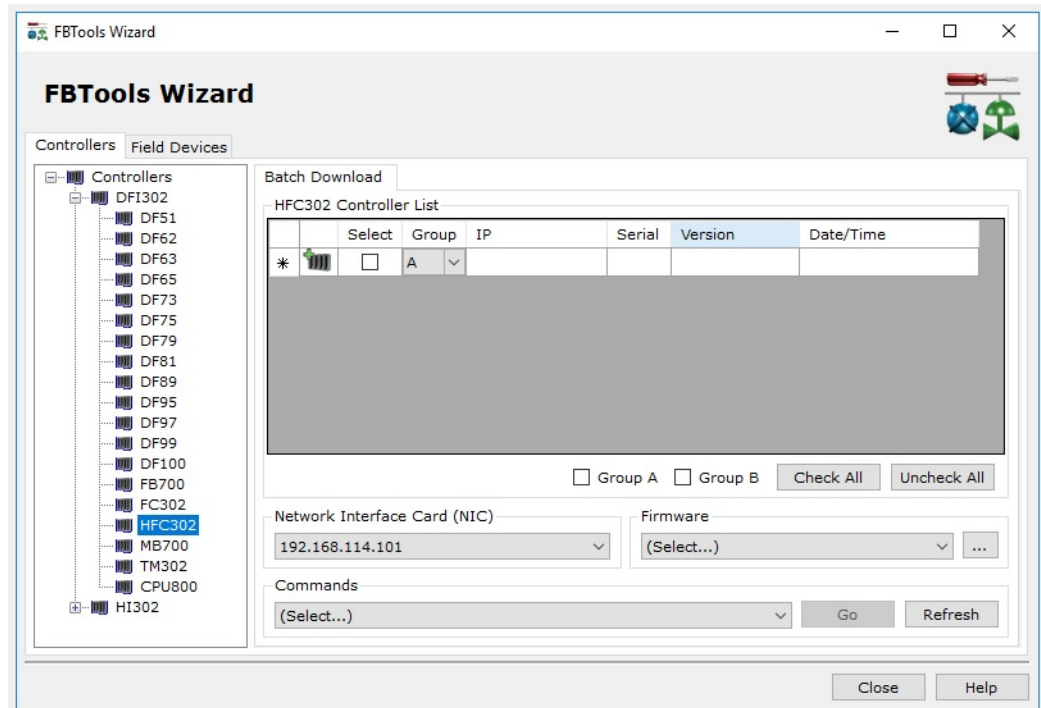 FBTools Wizard
FBTools Wizard
Controllers Field Devices
Controllers
DFI302
DF51
DF62
DF63
DF65
DF73
DF75
DF79
DF81
DF89
DF95
DF97
DF99
DF100
FB700
FC302
HFC302
MB700
TM302
CPU800
HI302
Batch Download
HFC302 Controller List
Select Group IP Serial Version Date/Time
* A
Group A Group B Check All Uncheck All
Network Interface Card (NIC) Firmware
192.168.114.101 (Select...) ...
Commands
(Select...) Go Refresh
Close Help